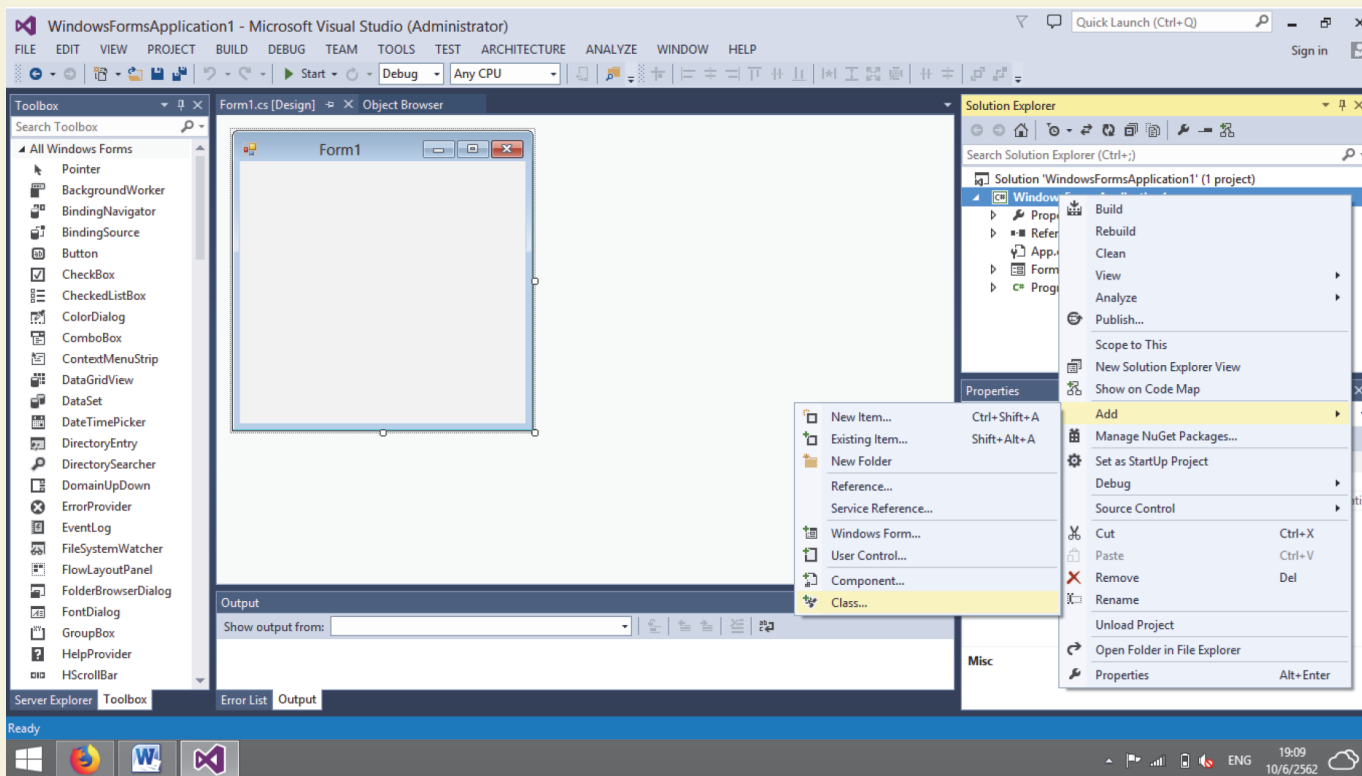 WindowsFormsApplication1 - Microsoft Visual Studio (Administrator)
Quick Launch (Ctrl+Q)
FILE EDIT VIEW PROJECT BUILD DEBUG TEAM TOOLS TEST ARCHITECTURE ANALYZE WINDOW HELP
Sign in
Start
Debug
Any CPU
Toolbox
Search Toolbox
All Windows Forms
Pointer
BackgroundWorker
BindingNavigator
BindingSource
Button
CheckBox
CheckedListBox
ColorDialog
ComboBox
ContextMenuStrip
DataGridView
DataSet
DateTimePicker
DirectoryEntry
DirectorySearcher
DomainUpDown
ErrorProvider
EventLog
FileSystemWatcher
FlowLayoutPanel
FolderBrowserDialog
FontDialog
GroupBox
HelpProvider
HScrollBar
Server Explorer Toolbox
Form1.cs [Design] Object Browser
Form1
Output
Show output from:
Error List Output
Solution Explorer
Search Solution Explorer (Ctrl+;)
Solution 'WindowsFormsApplication1' (1 project)
Window
Prop
Refer
App.
Form
Progr
Properties
Misc
Build
Rebuild
Clean
View
Analyze
Publish...
Scope to This
New Solution Explorer View
Show on Code Map
Add
Manage NuGet Packages...
Set as StartUp Project
Debug
Source Control
Cut Ctrl+X
Paste Ctrl+V
Remove Del
Rename
Unload Project
Open Folder in File Explorer
Properties Alt+Enter
New Item... Ctrl+Shift+A
Existing Item... Shift+Alt+A
New Folder
Reference...
Service Reference...
Windows Form...
User Control...
Component...
Class...
Ready
ENG
19:09
10/6/2562